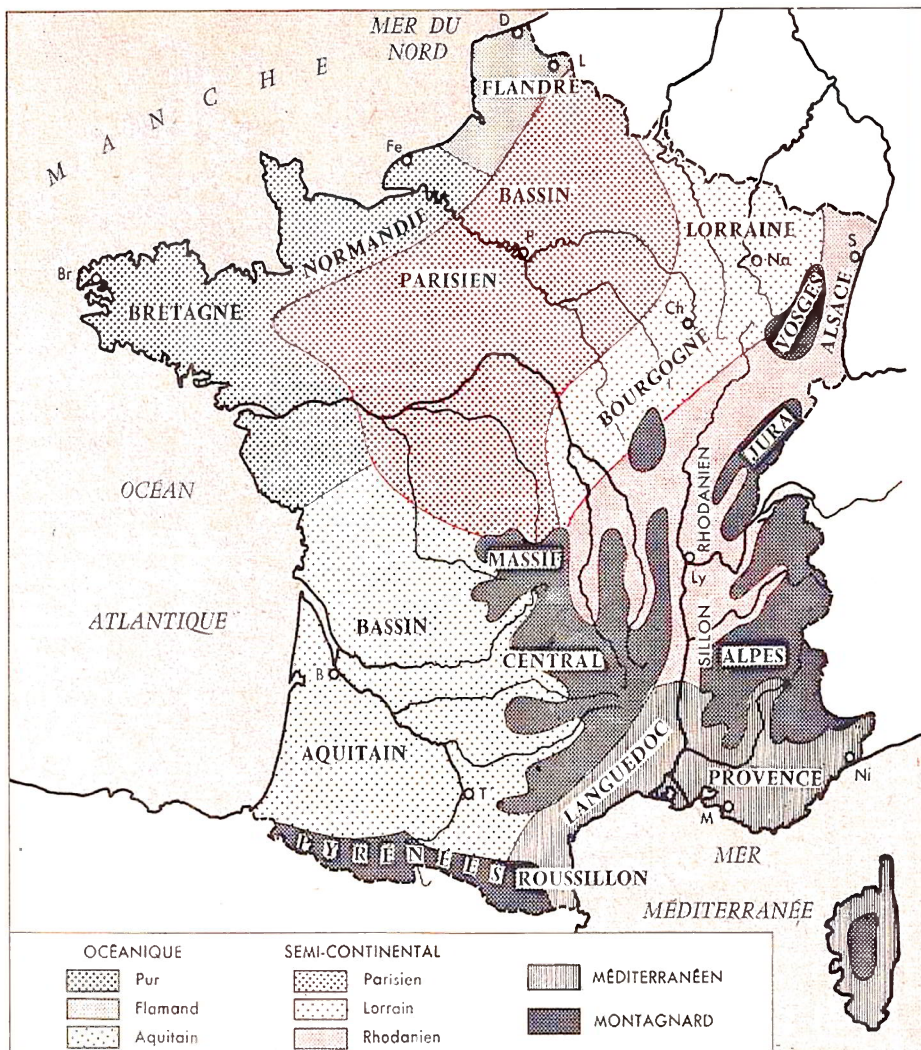 MER DU
NORD
D
L
FLANDRE
MANCHE
Fe
BASSIN
NORMANDIE
LORRAINE
P
Na
S
Br
BRETAGNE
PARISIEN
Ch
VOSGES
ALSACE
BOURGOGNE
JURA
OCÉAN
RHODANIEN
MASSIF
Ly
ATLANTIQUE
BASSIN
CENTRAL
SILLON
ALPES
B
AQUITAIN
LANGUEDOC
PROVENCE
Ni
T
M
PYRENÉES
ROUSSILLON
MER
MÉDITERRANÉE
OCÉANIQUE
Pur
Flamand
Aquitain
SEMI-CONTINENTAL
Parisien
Lorrain
Rhodanien
MÉDITERRANÉEN
MONTAGNARD